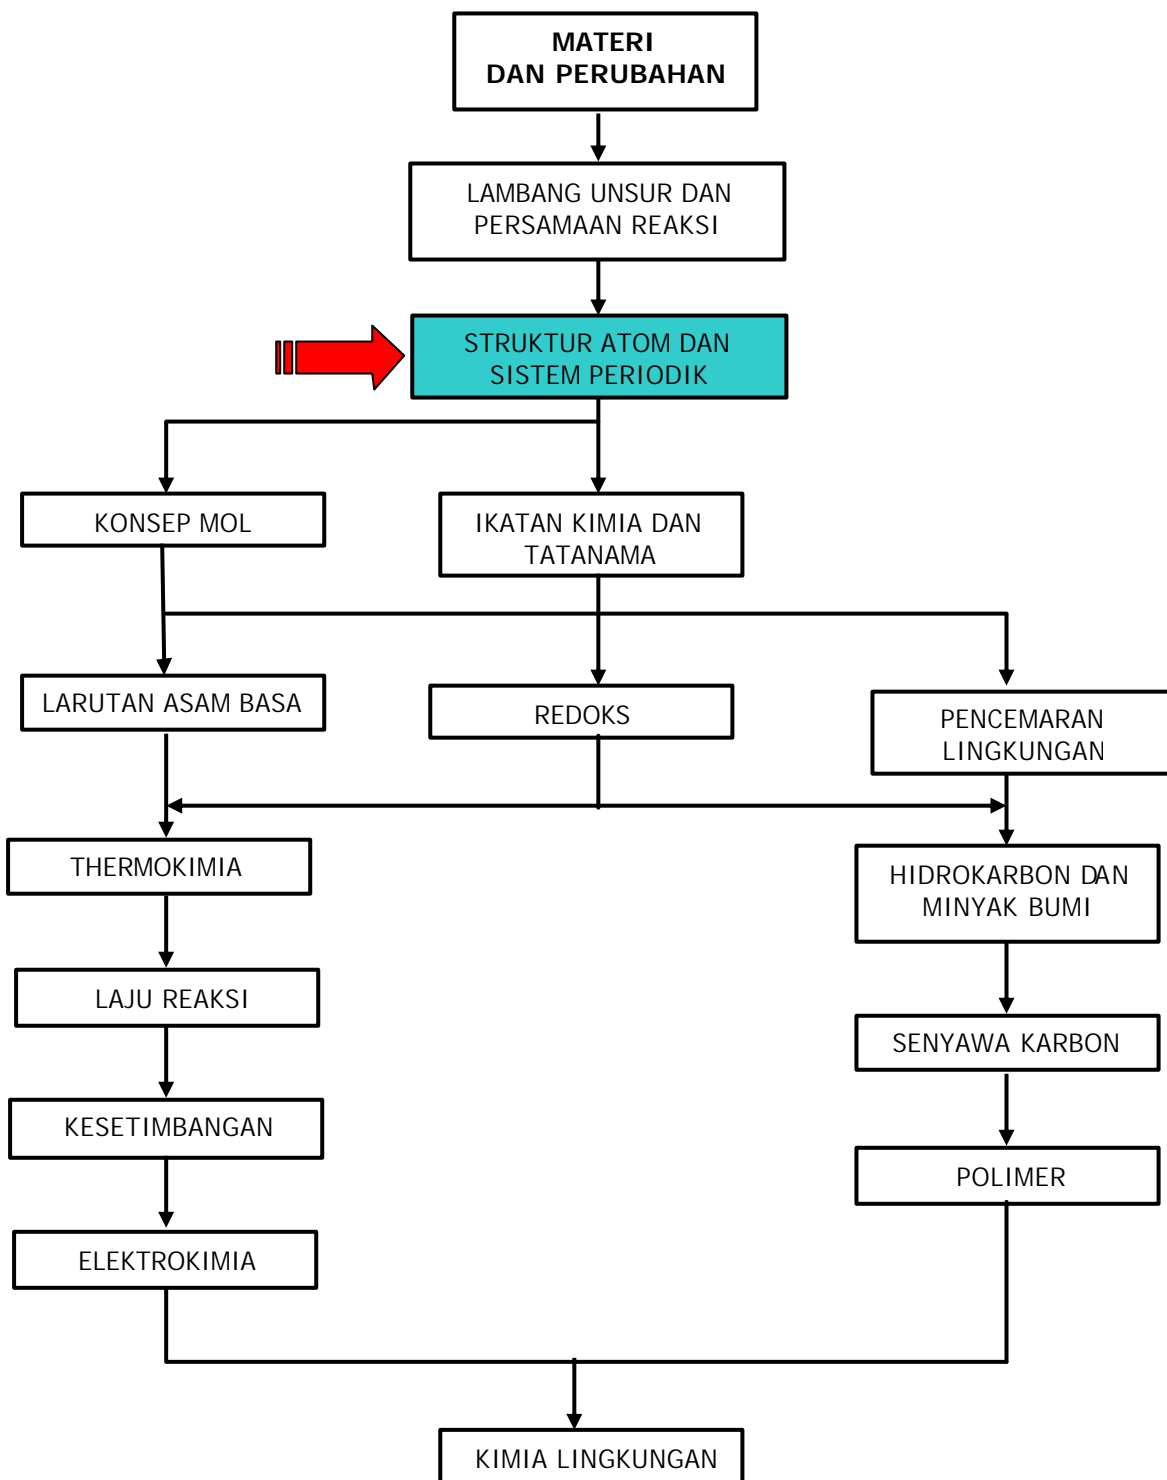 MATERI
DAN PERUBAHAN
LAMBANG UNSUR DAN
PERSAMAAN REAKSI
STRUKTUR ATOM DAN
SISTEM PERIODIK
KONSEP MOL
IKATAN KIMIA DAN
TATANAMA
LARUTAN ASAM BASA
REDOKS
PENCEMARAN
LINGKUNGAN
THERMOKIMIA
HIDROKARBON DAN
MINYAK BUMI
LAJU REAKSI
SENYAWA KARBON
KESETIMBANGAN
POLIMER
ELEKTROKIMIA
KIMIA LINGKUNGAN